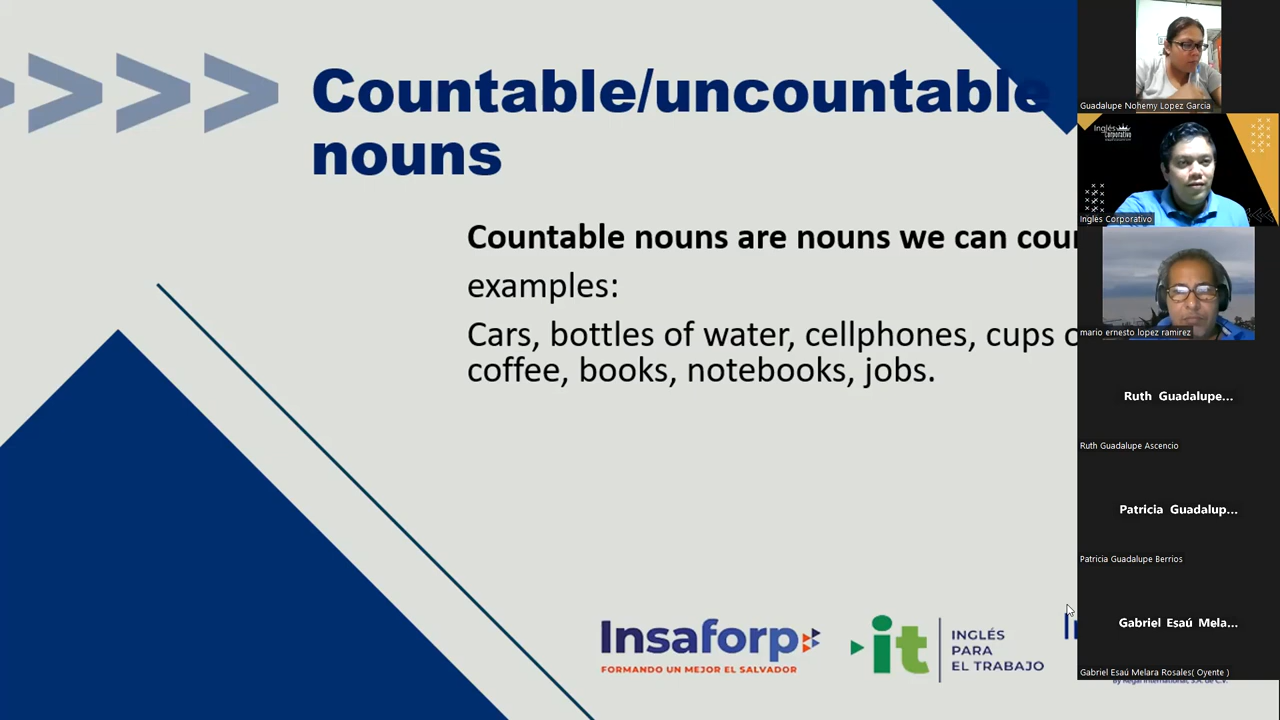 Countable/uncountable
nouns
Countable nouns are nouns we can
examples:
Cars, bottles of water, cellphones, cups
coffee, books, notebooks, jobs.
Insaforp
FORMANDO UN MEJOR EL SALVADOR
it
INGLÉS
PARA
EL TRABAJO
Guadalupe Nohemy Lopez Garcia
Inglés
Corporativo
Inglés Corporativo
mario ernesto lopez ramirez
Ruth Guadalupe...
Ruth Guadalupe Ascencio
Patricia Guadalup...
Patricia Guadalupe Berrios
Gabriel Esaú Mela...
Gabriel Esaú Melara Rosales( Oyente )